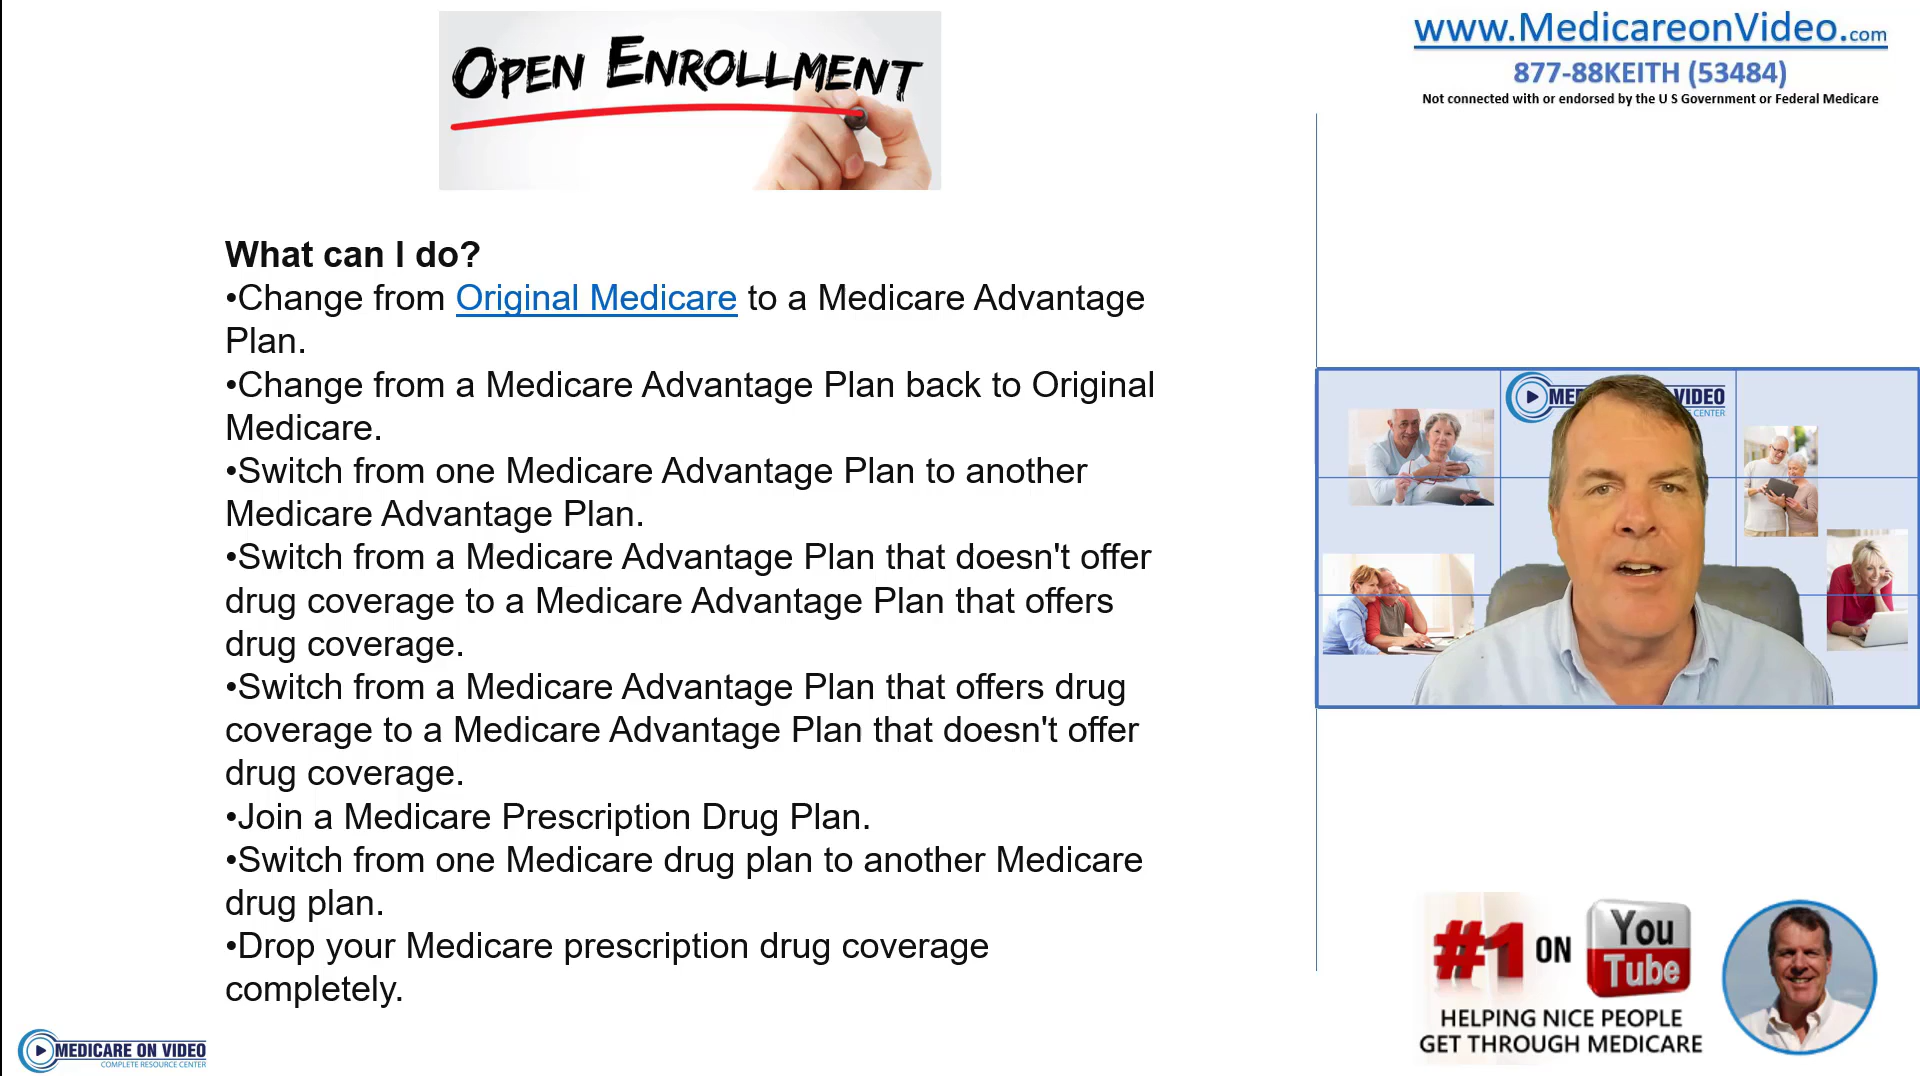 OPEN ENROLLMENT
www.MedicareonVideo.com
877-88KEITH (53484)
Not connected with or endorsed by the U S Government or Federal Medicare
What can I do?
•Change from Original Medicare to a Medicare Advantage
Plan.
•Change from a Medicare Advantage Plan back to Original
Medicare.
•Switch from one Medicare Advantage Plan to another
Medicare Advantage Plan.
•Switch from a Medicare Advantage Plan that doesn't offer
drug coverage to a Medicare Advantage Plan that offers
drug coverage.
•Switch from a Medicare Advantage Plan that offers drug
coverage to a Medicare Advantage Plan that doesn't offer
drug coverage.
•Join a Medicare Prescription Drug Plan.
•Switch from one Medicare drug plan to another Medicare
drug plan.
•Drop your Medicare prescription drug coverage
completely.
VIDEO
CENTER
#1 ON You Tube
HELPING NICE PEOPLE
GET THROUGH MEDICARE
MEDICARE ON VIDEO
COMPLETE RESOURCE CENTER